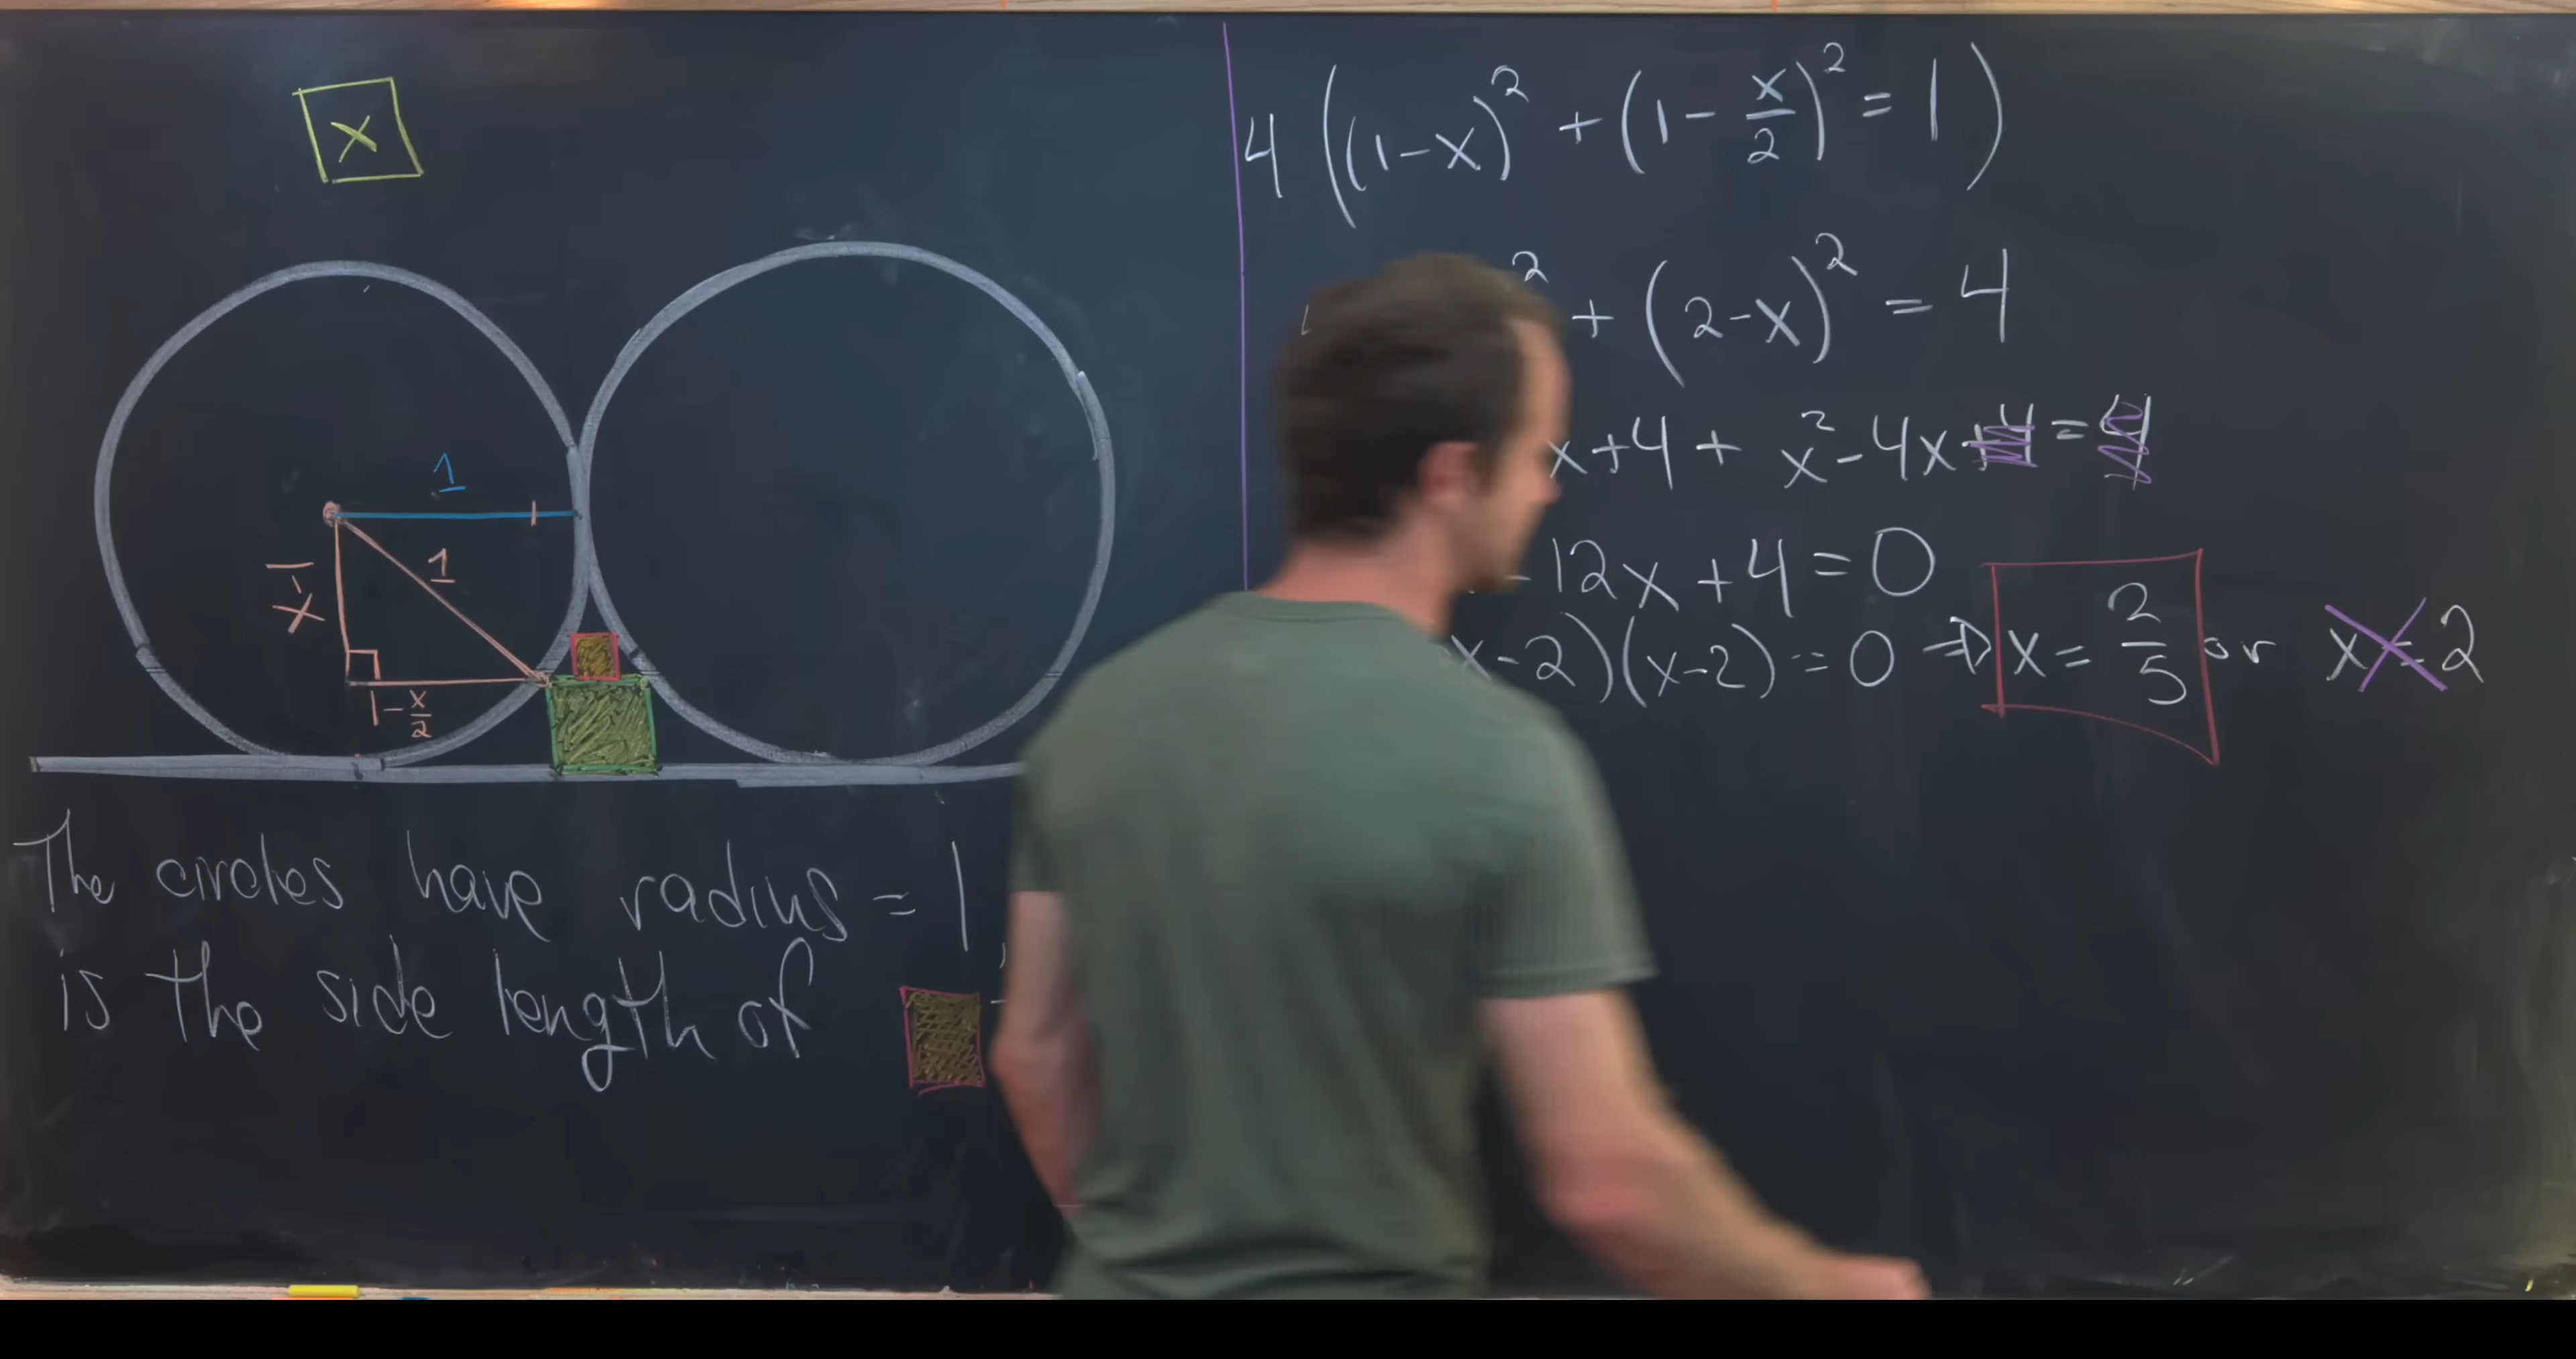 x
1
1
1-x
1-x/2
The circles have radius = 1,
is the side length of
4((1-x)² + (1-x/2)² = 1)
² + (2-x)² = 4
x+4 + x²-4x+4 = 4
-12x+4=0
x-2)(x-2)=0 ⇒ x = 2/5 or x=2